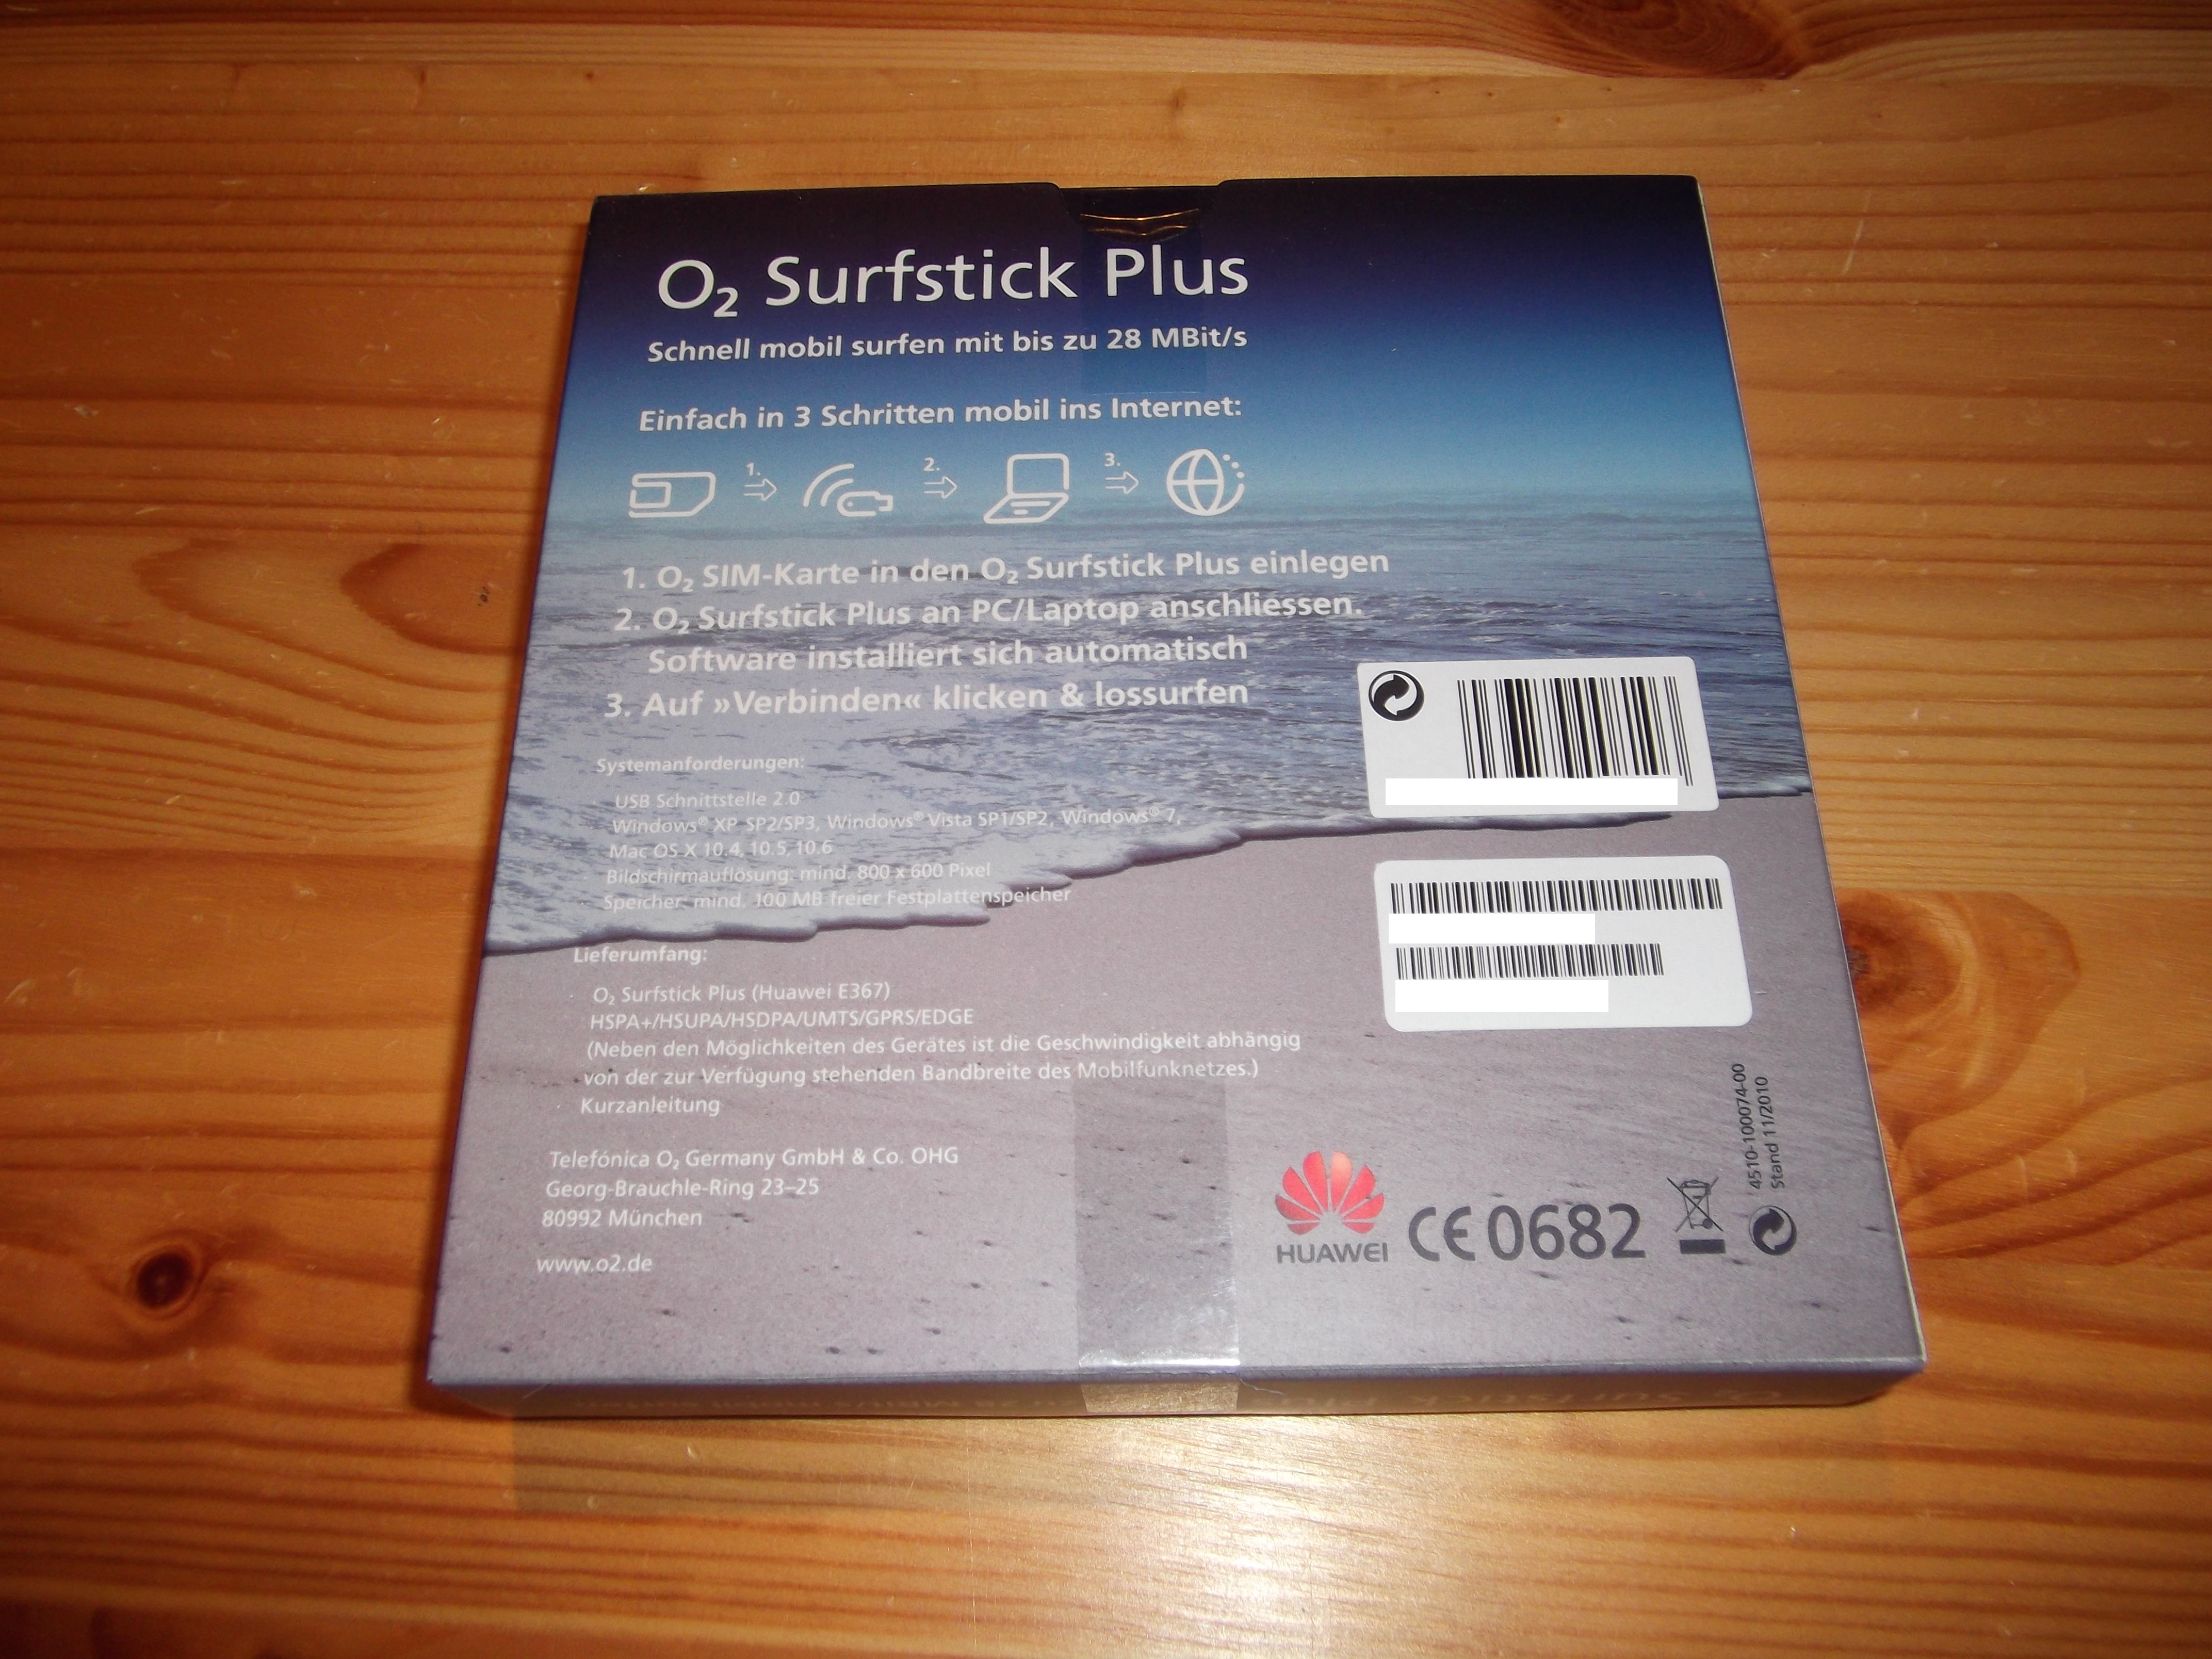 O₂ Surfstick Plus
Schnell mobil surfen mit bis zu 28 MBit/s
Einfach in 3 Schritten mobil ins Internet:
1. 2. 3.
1. O₂ SIM-Karte in den O₂ Surfstick Plus einlegen
2. O₂ Surfstick Plus an PC/Laptop anschliessen.
Software installiert sich automatisch
3. Auf »Verbinden« klicken & lossurfen
Systemanforderungen:
· USB Schnittstelle 2.0
· Windows® XP SP2/SP3, Windows® Vista SP1/SP2, Windows® 7,
Mac OS X 10.4, 10.5, 10.6
· Bildschirmauflösung: mind. 800 x 600 Pixel
· Speicher: mind. 100 MB freier Festplattenspeicher
Lieferumfang:
· O₂ Surfstick Plus (Huawei E367)
HSPA+/HSUPA/HSDPA/UMTS/GPRS/EDGE
(Neben den Möglichkeiten des Gerätes ist die Geschwindigkeit abhängig
von der zur Verfügung stehenden Bandbreite des Mobilfunknetzes.)
· Kurzanleitung
Telefónica O₂ Germany GmbH & Co. OHG
Georg-Brauchle-Ring 23–25
80992 München
www.o2.de
HUAWEI
CE 0682
4510-100074-00
Stand 11/2010